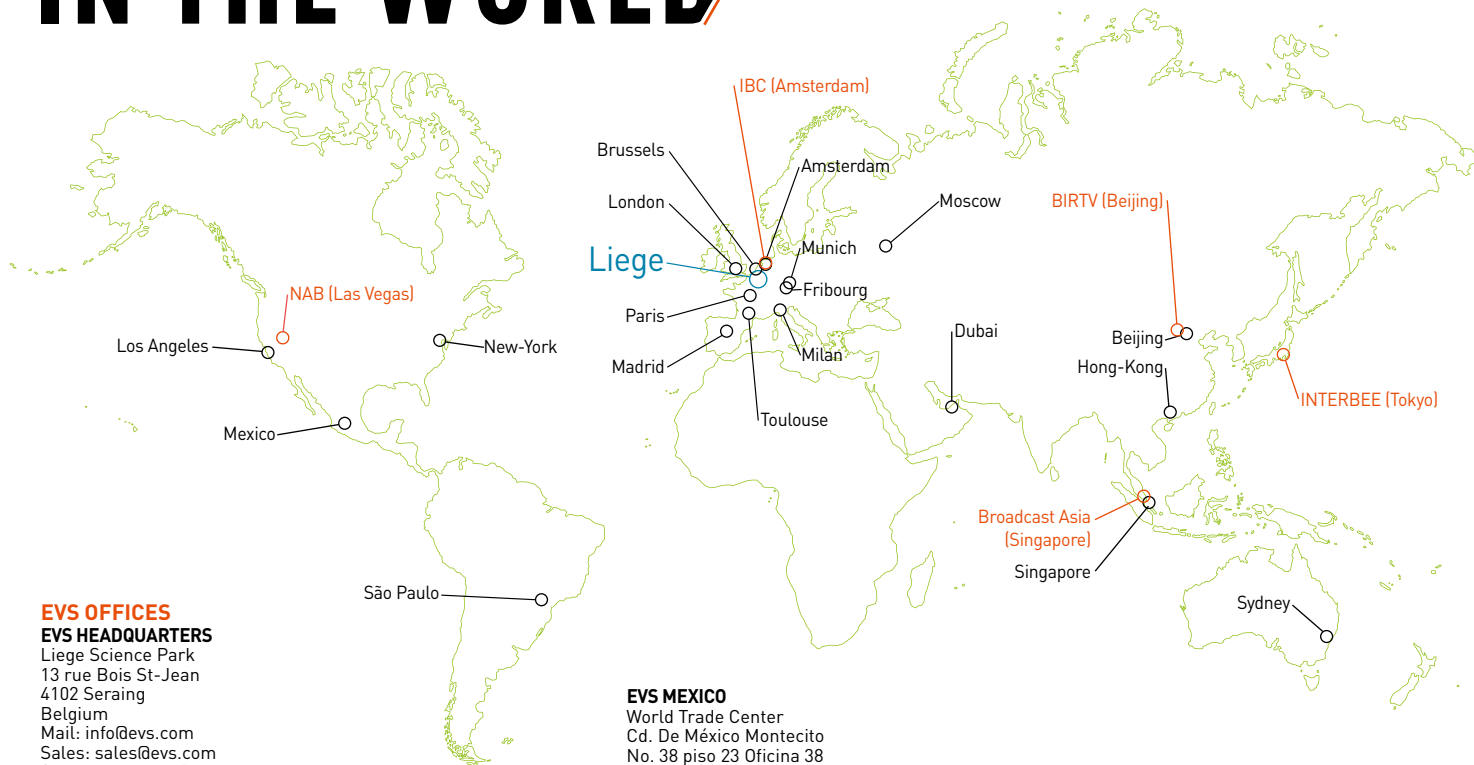 IN THE WORLD
IBC (Amsterdam)
Brussels
Amsterdam
London
Moscow
BIRTV (Beijing)
Munich
Liege
Fribourg
NAB (Las Vegas)
Paris
Dubai
Los Angeles
New-York
Beijing
Milan
Madrid
Hong-Kong
INTERBEE (Tokyo)
Toulouse
Mexico
Broadcast Asia
(Singapore)
Singapore
São Paulo
Sydney
EVS OFFICES
EVS HEADQUARTERS
Liege Science Park
13 rue Bois St-Jean
4102 Seraing
Belgium
Mail: info@evs.com
Sales: sales@evs.com
EVS MEXICO
World Trade Center
Cd. De México Montecito
No. 38 piso 23 Oficina 38